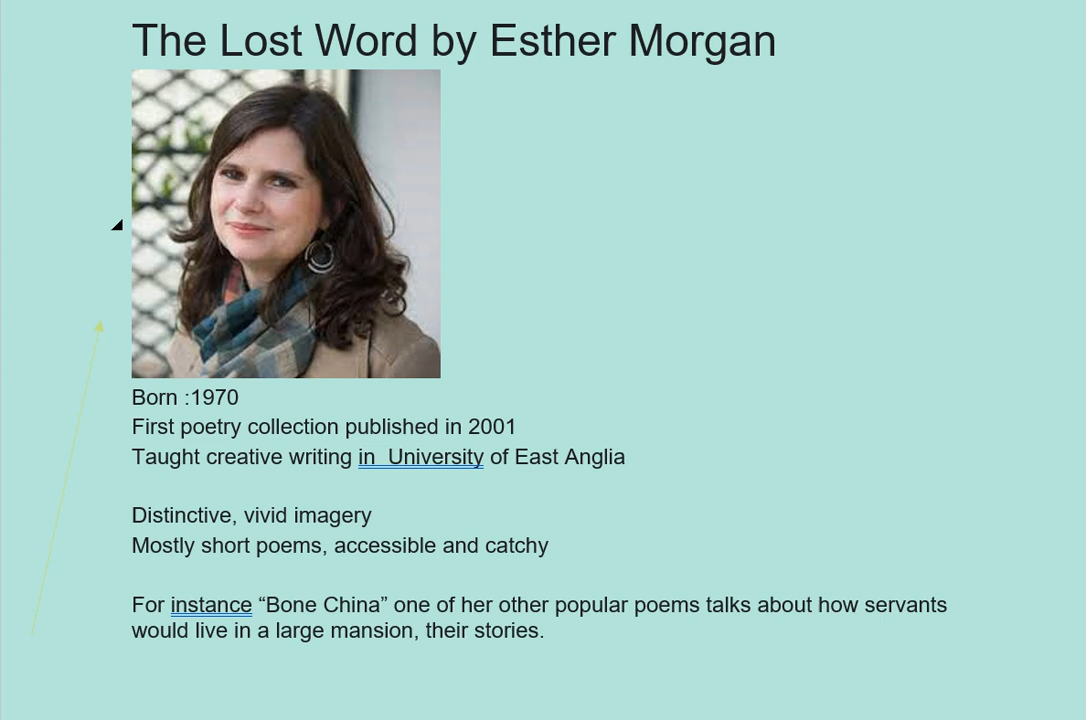 The Lost Word by Esther Morgan
Born :1970
First poetry collection published in 2001
Taught creative writing in  University of East Anglia
Distinctive, vivid imagery
Mostly short poems, accessible and catchy
For instance “Bone China” one of her other popular poems talks about how servants
would live in a large mansion, their stories.